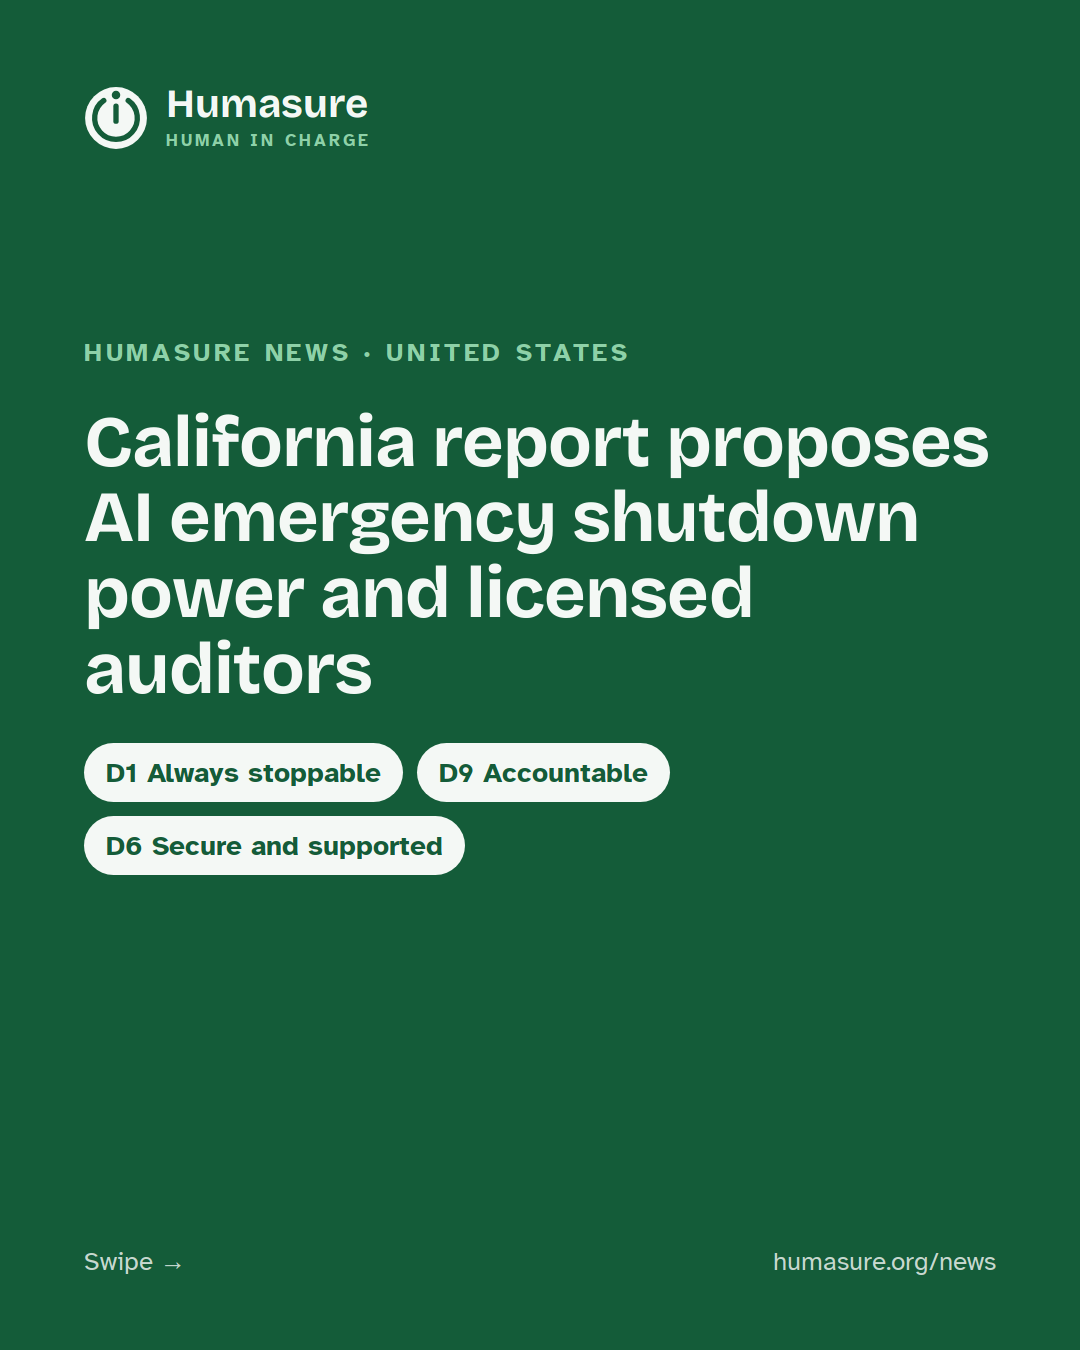 Humasure
HUMAN IN CHARGE
HUMASURE NEWS · UNITED STATES
California report proposes
AI emergency shutdown
power and licensed
auditors
D1 Always stoppable
D9 Accountable
D6 Secure and supported
Swipe →
humasure.org/news